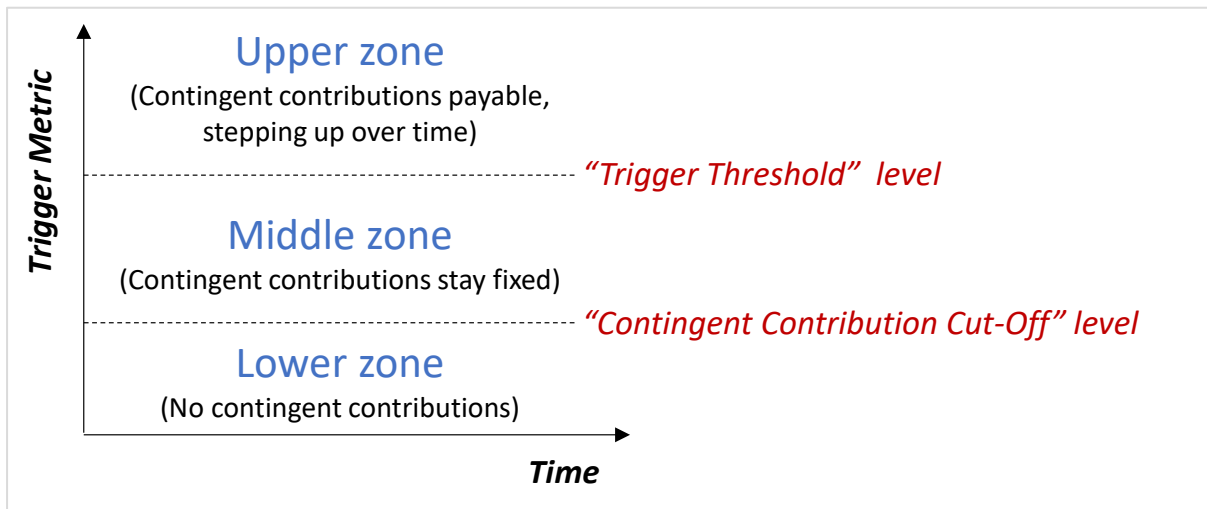 Upper zone
(Contingent contributions payable,
stepping up over time)
“Trigger Threshold” level
Trigger Metric
Middle zone
(Contingent contributions stay fixed)
“Contingent Contribution Cut-Off” level
Lower zone
(No contingent contributions)
Time